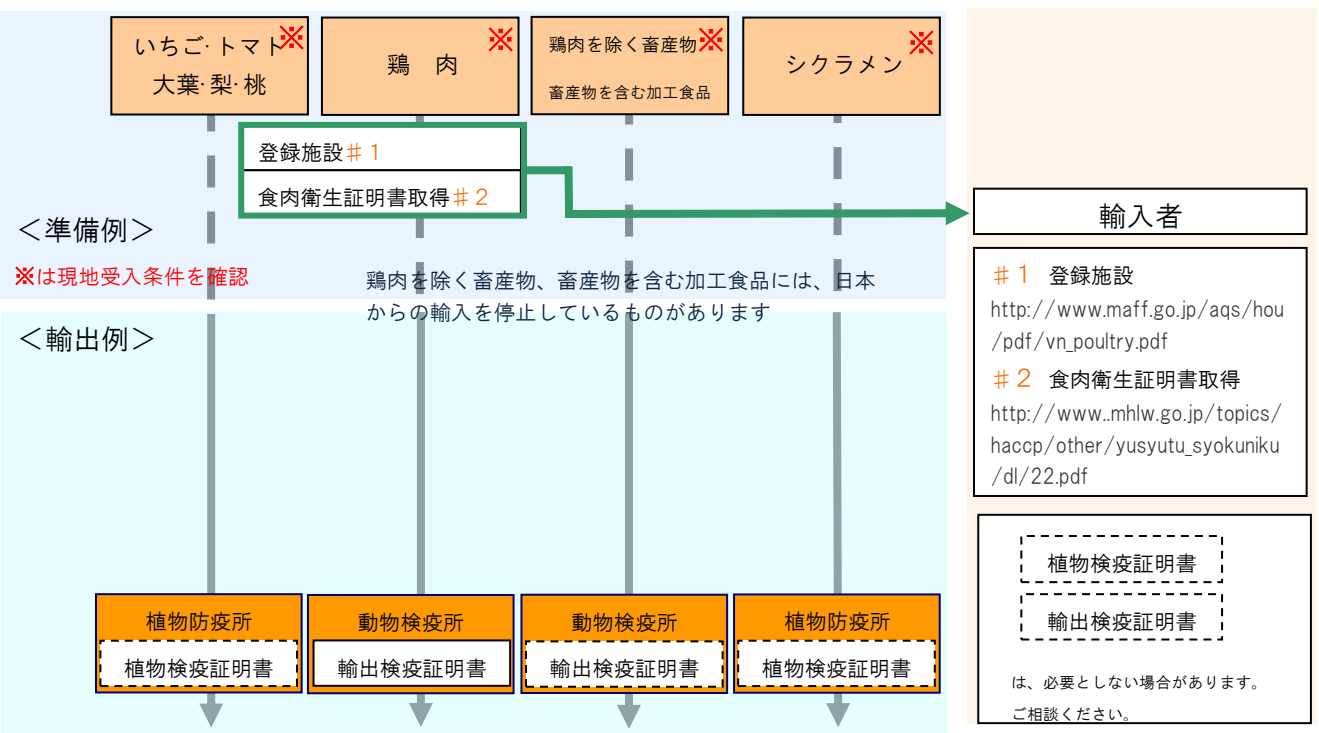 いちご・トマト※
大葉・梨・桃
鶏　肉※
鶏肉を除く畜産物※
畜産物を含む加工食品
シクラメン※
登録施設＃1
食肉衛生証明書取得＃2
＜準備例＞
※は現地受入条件を確認
鶏肉を除く畜産物、畜産物を含む加工食品には、日本
からの輸入を停止しているものがあります
＜輸出例＞
植物防疫所
植物検疫証明書
動物検疫所
輸出検疫証明書
動物検疫所
輸出検疫証明書
植物防疫所
植物検疫証明書
輸入者
＃1　登録施設
http://www.maff.go.jp/aqs/hou
/pdf/vn_poultry.pdf
＃2　食肉衛生証明書取得
http://www..mhlw.go.jp/topics/
haccp/other/yusyutu_syokuniku
/dl/22.pdf
植物検疫証明書
輸出検疫証明書
は、必要としない場合があります。
ご相談ください。